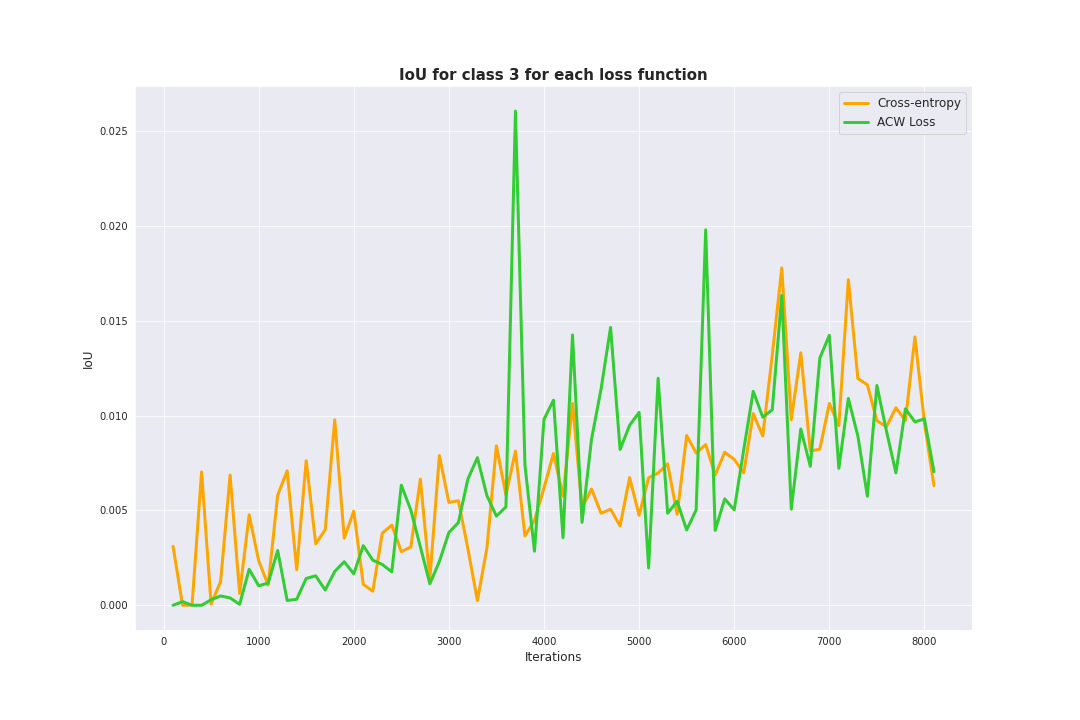 IoU for class 3 for each loss function
Cross-entropy
ACW Loss
0.025
0.020
0.015
0.010
0.005
0.000
IoU
0 1000 2000 3000 4000 5000 6000 7000 8000
Iterations